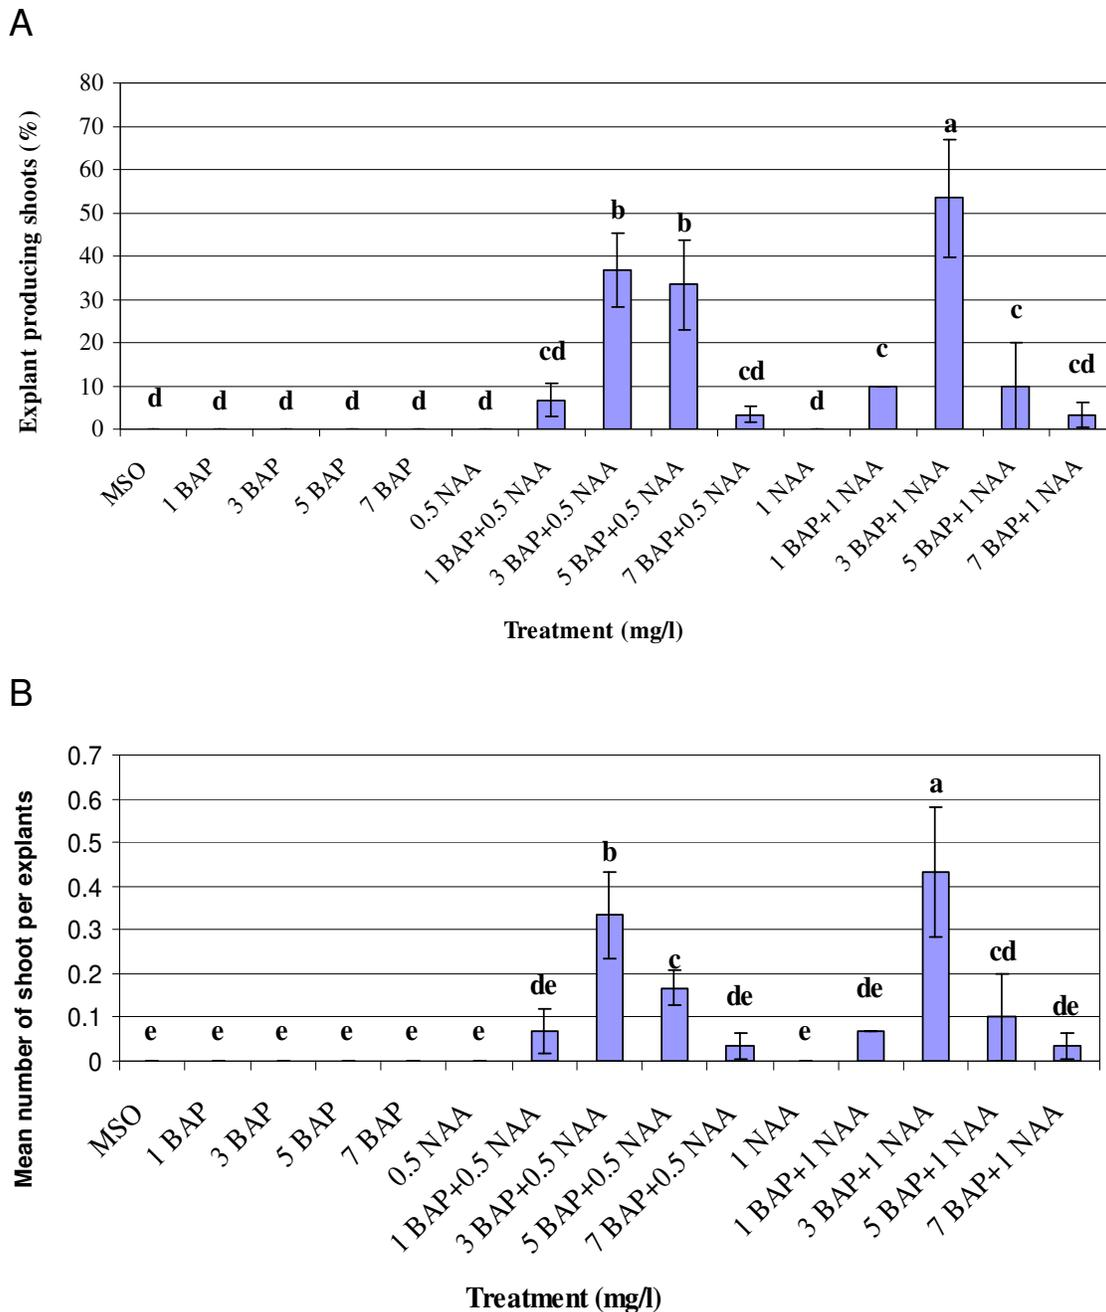 A
Explant producing shoots (%)
80
70
60
50
40
30
20
10
0
d d d d d d cd b b cd d c a c cd
MSO
1 BAP
3 BAP
5 BAP
7 BAP
0.5 NAA
1 BAP+0.5 NAA
3 BAP+0.5 NAA
5 BAP+0.5 NAA
7 BAP+0.5 NAA
1 NAA
1 BAP+1 NAA
3 BAP+1 NAA
5 BAP+1 NAA
7 BAP+1 NAA
Treatment (mg/l)
B
Mean number of shoot per explants
0.7
0.6
0.5
0.4
0.3
0.2
0.1
0
e e e e e e de b c de e de a cd de
MSO
1 BAP
3 BAP
5 BAP
7 BAP
0.5 NAA
1 BAP+0.5 NAA
3 BAP+0.5 NAA
5 BAP+0.5 NAA
7 BAP+0.5 NAA
1 NAA
1 BAP+1 NAA
3 BAP+1 NAA
5 BAP+1 NAA
7 BAP+1 NAA
Treatment (mg/l)